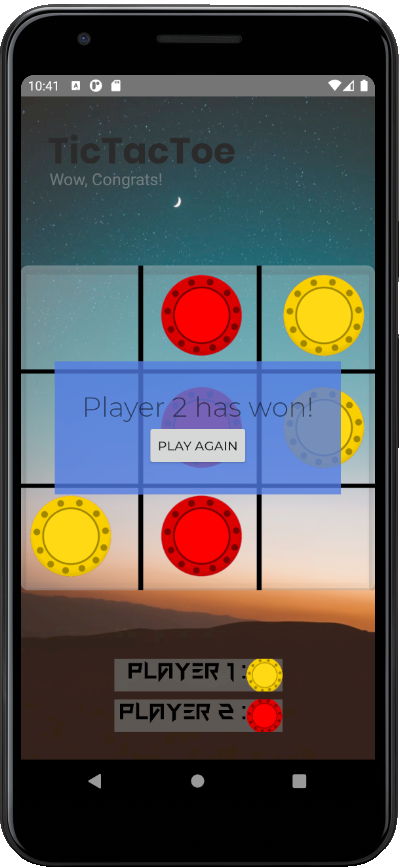 10:41
TicTacToe
Wow, Congrats!
Player 2 has won!
PLAY AGAIN
PLAYER 1 :
PLAYER 2 :